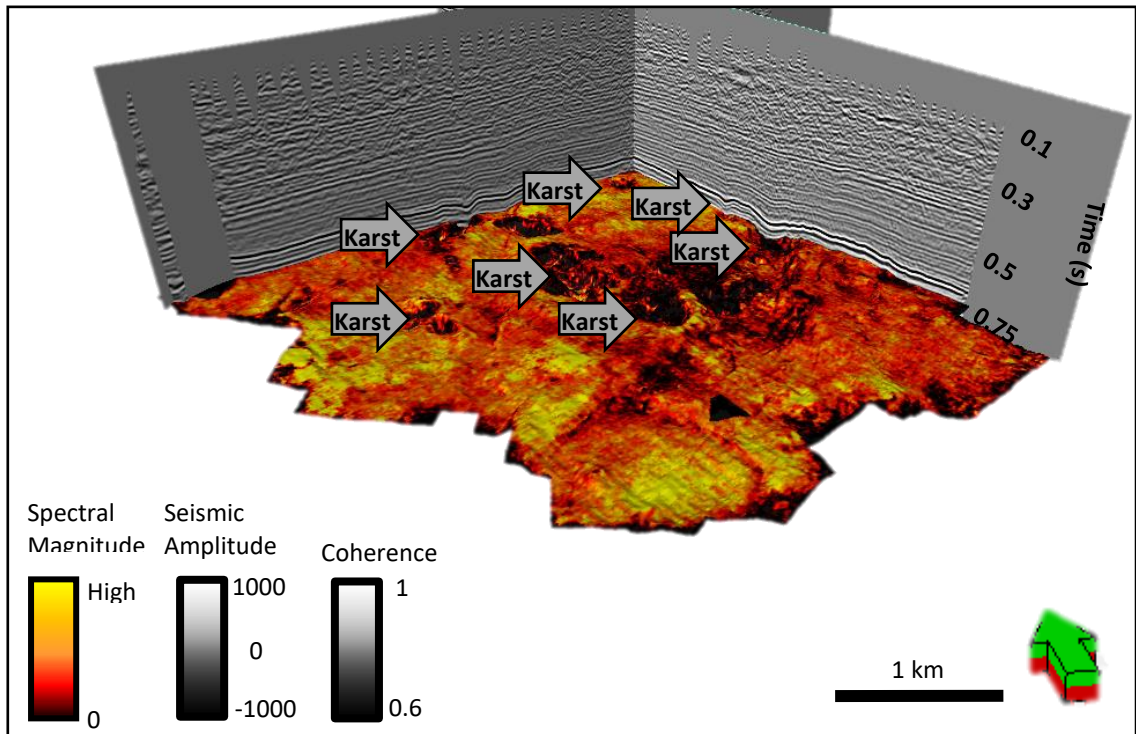 0.1
0.3
0.5
0.75
Time (s)
Karst
Karst
Karst
Karst
Karst
Karst
Karst
Spectral
Magnitude
High
0
Seismic
Amplitude
1000
0
-1000
Coherence
1
0.6
1 km